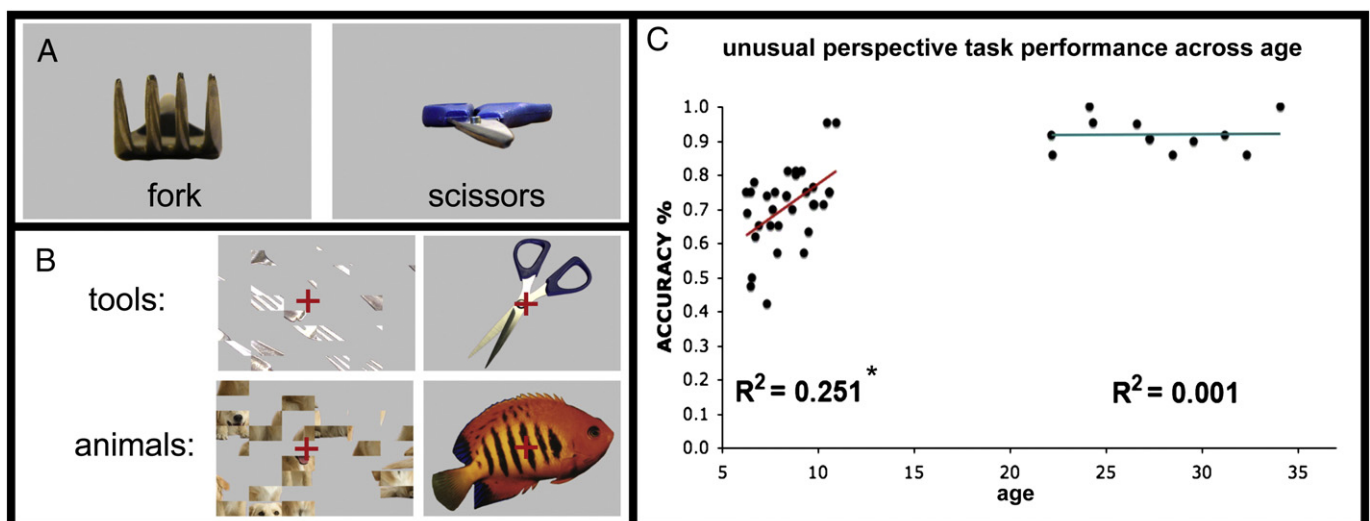 A
fork
scissors
B
tools:
animals:
C
unusual perspective task performance across age
ACCURACY %
1.0
0.9
0.8
0.7
0.6
0.5
0.4
0.3
0.2
0.1
0.0
R² = 0.251 *
R² = 0.001
5
10
15
20
25
30
35
age